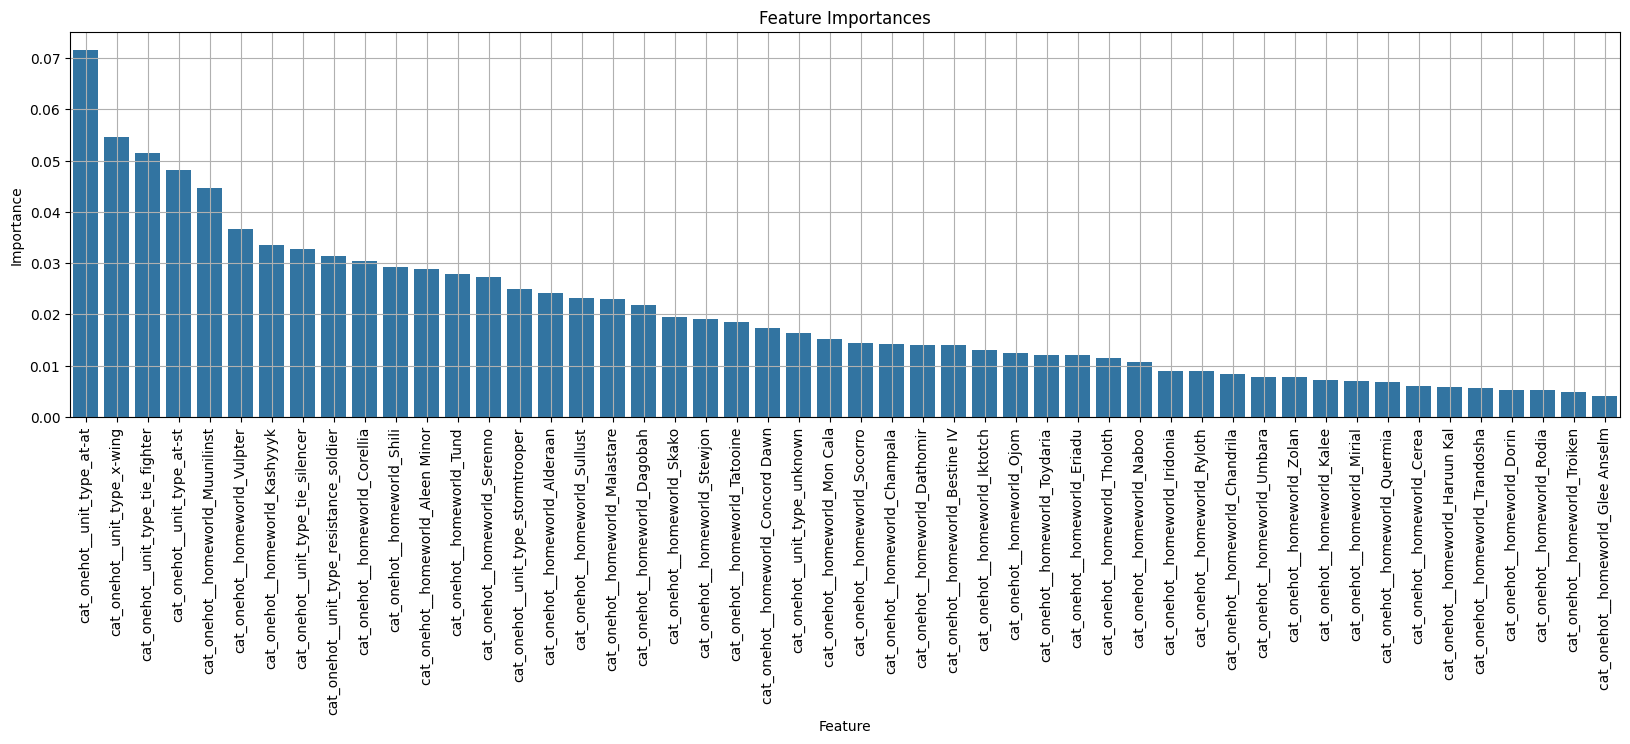 Feature Importances
Importance
0.07
0.06
0.05
0.04
0.03
0.02
0.01
0.00
cat_onehot__unit_type_at-at
cat_onehot__unit_type_x-wing
cat_onehot__unit_type_tie_fighter
cat_onehot__unit_type_at-st
cat_onehot__homeworld_Muunilinst
cat_onehot__homeworld_Vulpter
cat_onehot__homeworld_Kashyyyk
cat_onehot__unit_type_tie_silencer
cat_onehot__unit_type_resistance_soldier
cat_onehot__homeworld_Corellia
cat_onehot__homeworld_Shili
cat_onehot__homeworld_Aleen Minor
cat_onehot__homeworld_Tund
cat_onehot__homeworld_Serenno
cat_onehot__unit_type_stormtrooper
cat_onehot__homeworld_Alderaan
cat_onehot__homeworld_Sullust
cat_onehot__homeworld_Malastare
cat_onehot__homeworld_Dagobah
cat_onehot__homeworld_Skako
cat_onehot__homeworld_Stewjon
cat_onehot__homeworld_Tatooine
cat_onehot__homeworld_Concord Dawn
cat_onehot__unit_type_unknown
cat_onehot__homeworld_Mon Cala
cat_onehot__homeworld_Socorro
cat_onehot__homeworld_Champala
cat_onehot__homeworld_Dathomir
cat_onehot__homeworld_Bestine IV
cat_onehot__homeworld_Iktotch
cat_onehot__homeworld_Ojom
cat_onehot__homeworld_Toydaria
cat_onehot__homeworld_Eriadu
cat_onehot__homeworld_Tholoth
cat_onehot__homeworld_Naboo
cat_onehot__homeworld_Iridonia
cat_onehot__homeworld_Ryloth
cat_onehot__homeworld_Chandrila
cat_onehot__homeworld_Umbara
cat_onehot__homeworld_Zolan
cat_onehot__homeworld_Kalee
cat_onehot__homeworld_Mirial
cat_onehot__homeworld_Quermia
cat_onehot__homeworld_Cerea
cat_onehot__homeworld_Haruun Kal
cat_onehot__homeworld_Trandosha
cat_onehot__homeworld_Dorin
cat_onehot__homeworld_Rodia
cat_onehot__homeworld_Troiken
cat_onehot__homeworld_Glee Anselm
Feature